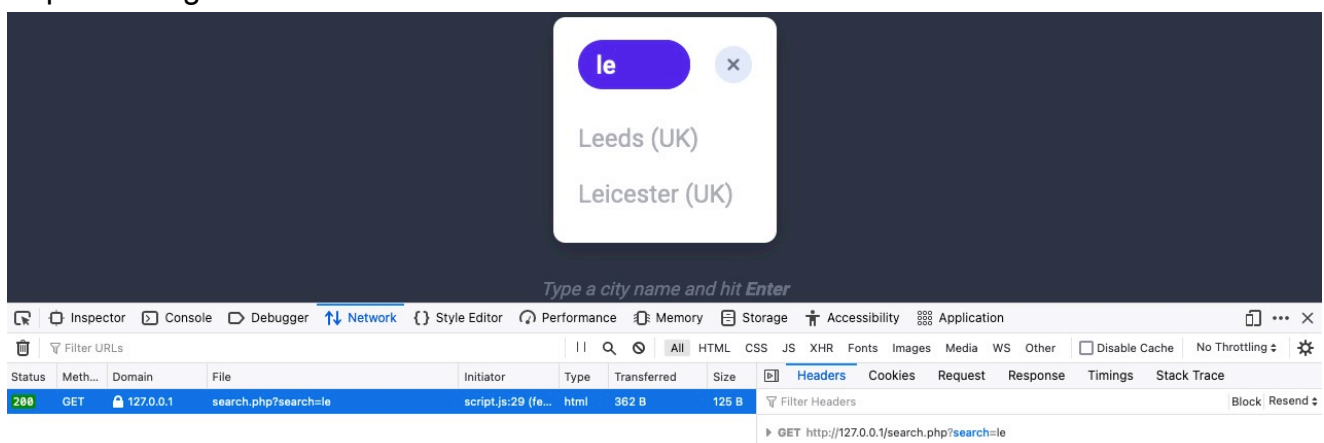 le
Leeds (UK)
Leicester (UK)
Type a city name and hit Enter
Inspector Console Debugger Network {} Style Editor Performance Memory Storage Accessibility Application
Filter URLs All HTML CSS JS XHR Fonts Images Media WS Other Disable Cache No Throttling
Status Meth... Domain File Initiator Type Transferred Size Headers Cookies Request Response Timings Stack Trace
200 GET 127.0.0.1 search.php?search=le script.js:29 (fe... html 362 B 125 B Filter Headers Block Resend
GET http://127.0.0.1/search.php?search=le